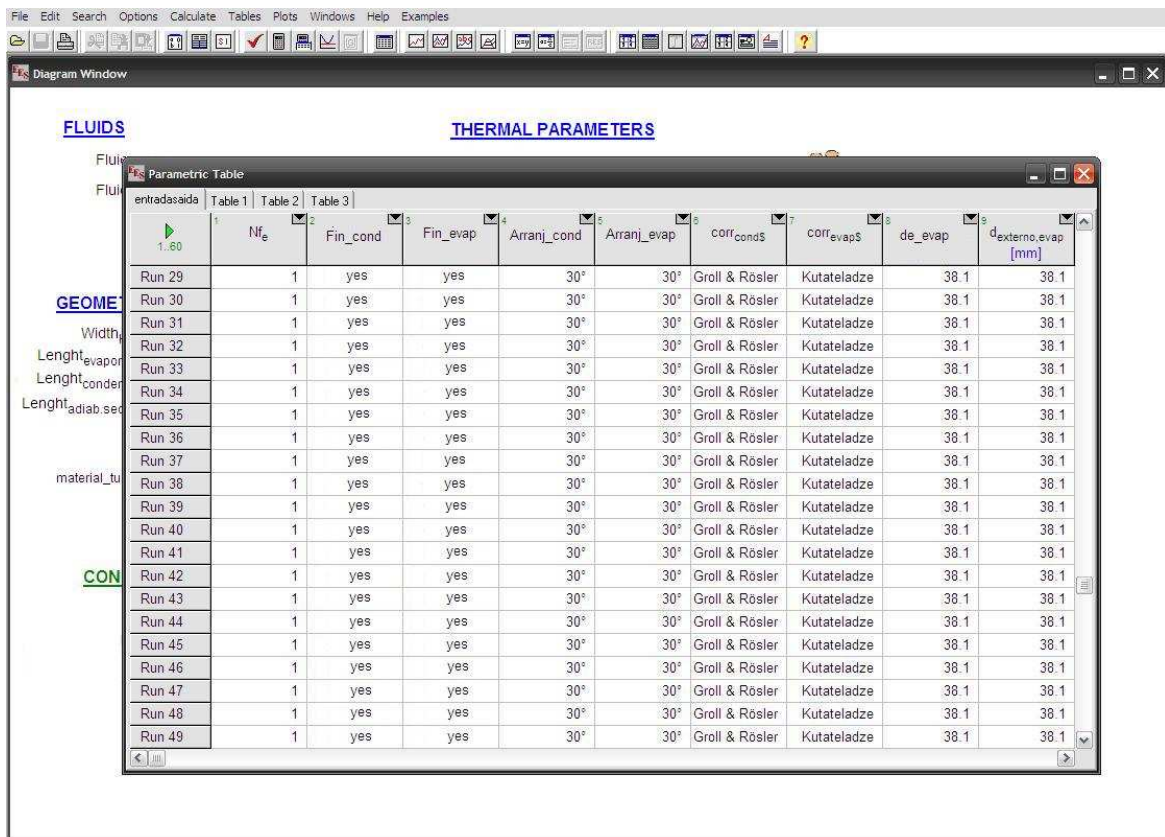 File Edit Search Options Calculate Tables Plots Windows Help Examples
EES Diagram Window
FLUIDS
THERMAL PARAMETERS
Parametric Table
entradasaida Table 1 Table 2 Table 3
1..60
1 Nfe 2 Fin_cond 3 Fin_evap 4 Arranj_cond 5 Arranj_evap 6 corrcond$ 7 correvap$ 8 de_evap 9 dexterno,evap [mm]
Run 29 1 yes yes 30° 30° Groll & Rösler Kutateladze 38.1 38.1
Run 30 1 yes yes 30° 30° Groll & Rösler Kutateladze 38.1 38.1
Run 31 1 yes yes 30° 30° Groll & Rösler Kutateladze 38.1 38.1
Run 32 1 yes yes 30° 30° Groll & Rösler Kutateladze 38.1 38.1
Run 33 1 yes yes 30° 30° Groll & Rösler Kutateladze 38.1 38.1
Run 34 1 yes yes 30° 30° Groll & Rösler Kutateladze 38.1 38.1
Run 35 1 yes yes 30° 30° Groll & Rösler Kutateladze 38.1 38.1
Run 36 1 yes yes 30° 30° Groll & Rösler Kutateladze 38.1 38.1
Run 37 1 yes yes 30° 30° Groll & Rösler Kutateladze 38.1 38.1
Run 38 1 yes yes 30° 30° Groll & Rösler Kutateladze 38.1 38.1
Run 39 1 yes yes 30° 30° Groll & Rösler Kutateladze 38.1 38.1
Run 40 1 yes yes 30° 30° Groll & Rösler Kutateladze 38.1 38.1
Run 41 1 yes yes 30° 30° Groll & Rösler Kutateladze 38.1 38.1
Run 42 1 yes yes 30° 30° Groll & Rösler Kutateladze 38.1 38.1
Run 43 1 yes yes 30° 30° Groll & Rösler Kutateladze 38.1 38.1
Run 44 1 yes yes 30° 30° Groll & Rösler Kutateladze 38.1 38.1
Run 45 1 yes yes 30° 30° Groll & Rösler Kutateladze 38.1 38.1
Run 46 1 yes yes 30° 30° Groll & Rösler Kutateladze 38.1 38.1
Run 47 1 yes yes 30° 30° Groll & Rösler Kutateladze 38.1 38.1
Run 48 1 yes yes 30° 30° Groll & Rösler Kutateladze 38.1 38.1
Run 49 1 yes yes 30° 30° Groll & Rösler Kutateladze 38.1 38.1
Flui
Flui
GEOMET
Width
Lenghtevapor
Lenghtconden
Lenghtadiab.sec
material_tu
CON